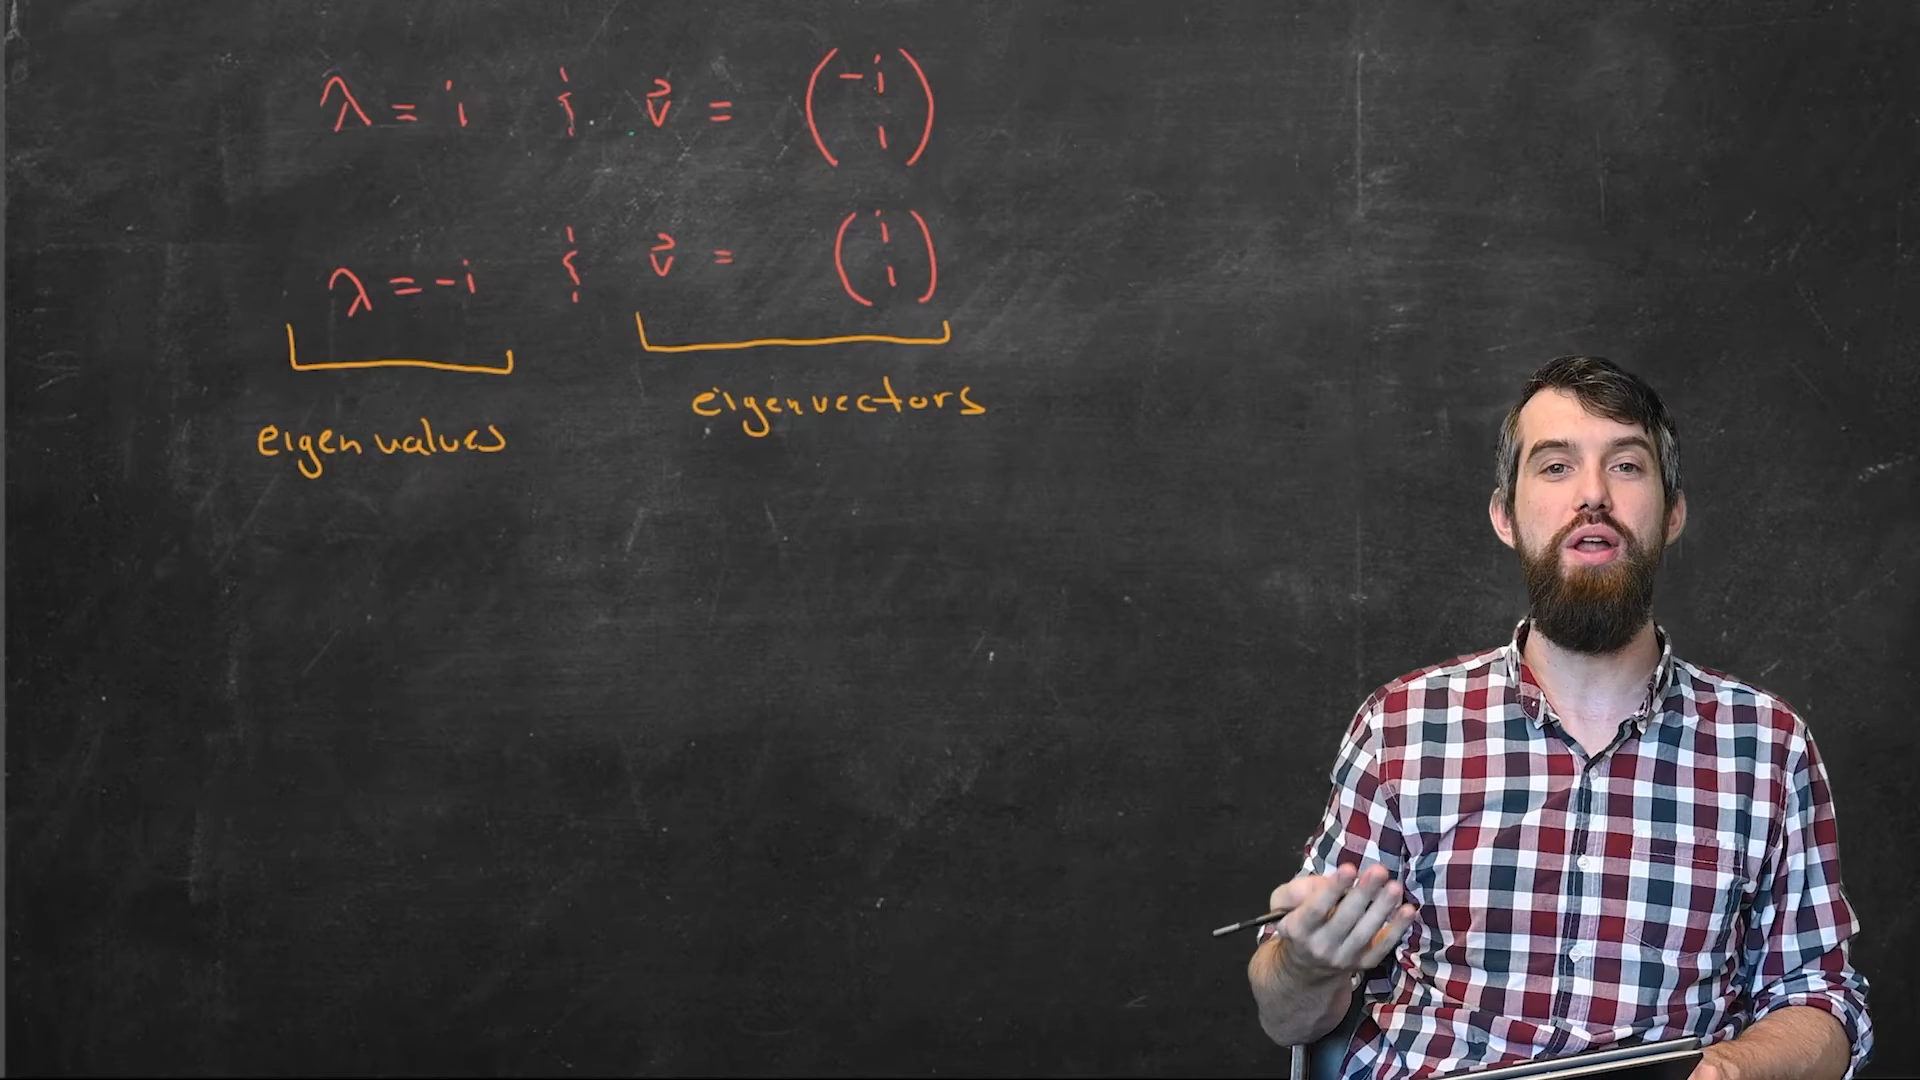 λ = i & v⃗ = (-i
1)
λ = -i & v⃗ = (i
1)
eigenvalues
eigenvectors